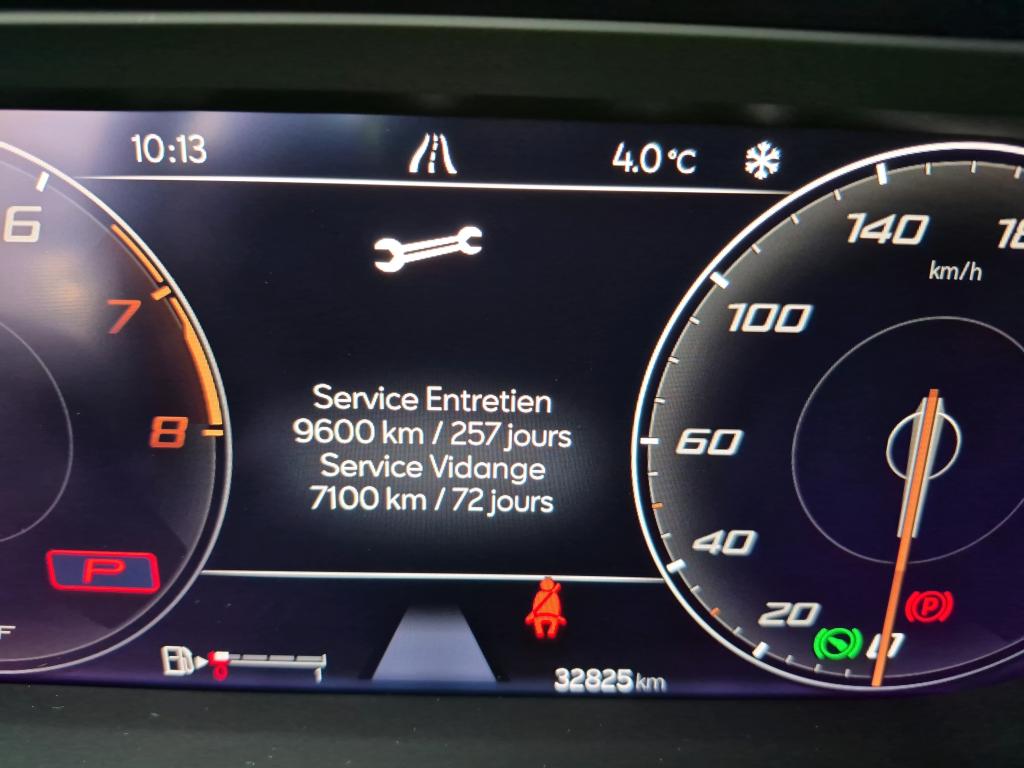 10:13
4.0°C
6
7
8
P
F
Service Entretien
9600 km / 257 jours
Service Vidange
7100 km / 72 jours
140
km/h
100
60
40
20
0
P
32825 km